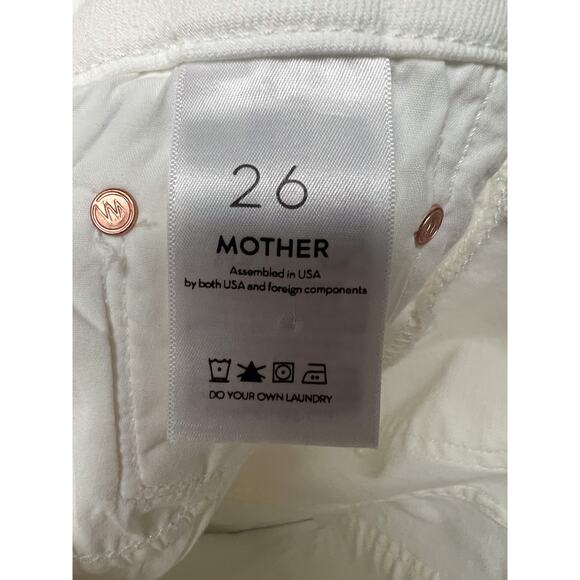 26
MOTHER
Assembled in USA
by both USA and foreign components
DO YOUR OWN LAUNDRY